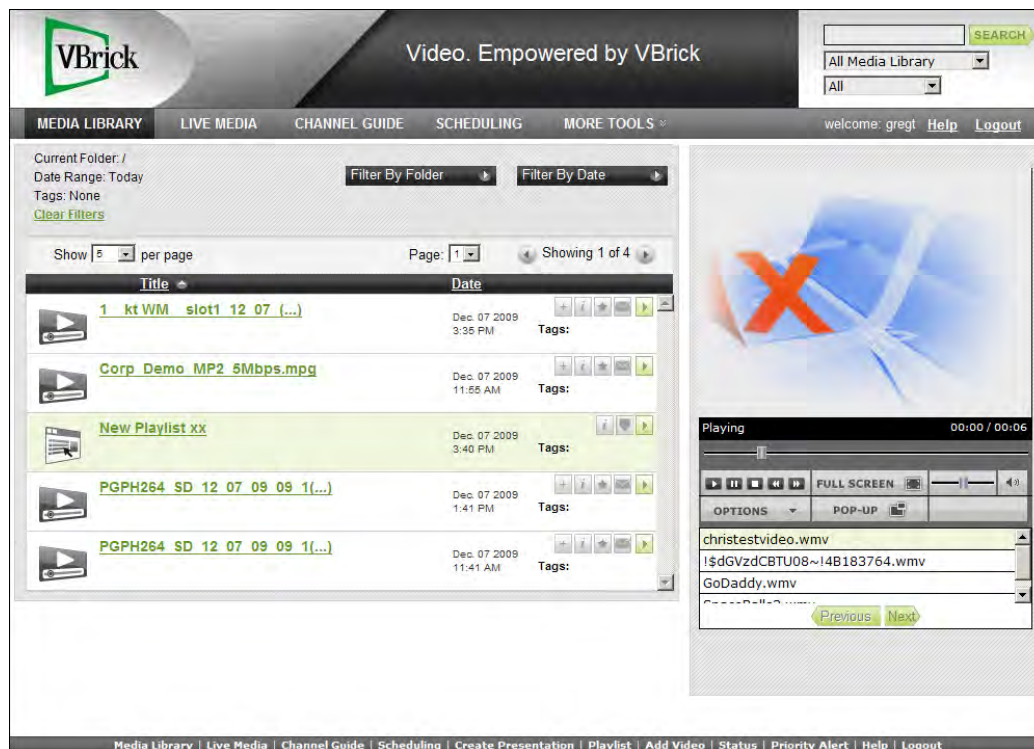 VBrick
Video. Empowered by VBrick
SEARCH
All Media Library
All
MEDIA LIBRARY LIVE MEDIA CHANNEL GUIDE SCHEDULING MORE TOOLS welcome: gregt Help Logout
Current Folder: /
Date Range: Today
Tags: None
Clear Filters
Filter By Folder Filter By Date
Show 5 per page Page: 1 Showing 1 of 4
Title Date
1 kt WM slot1 12 07 (...)
Dec. 07 2009
3:35 PM Tags:
Corp Demo MP2 5Mbps.mpg
Dec. 07 2009
11:55 AM Tags:
New Playlist xx
Dec. 07 2009
3:40 PM Tags:
PGPH264 SD 12 07 09 09 1(...)
Dec. 07 2009
1:41 PM Tags:
PGPH264 SD 12 07 09 09 1(...)
Dec. 07 2009
11:41 AM Tags:
Playing 00:00 / 00:06
FULL SCREEN
OPTIONS POP-UP
christestvideo.wmv
!$dGVzdCBTU08~!4B183764.wmv
GoDaddy.wmv
Previous Next
Media Library | Live Media | Channel Guide | Scheduling | Create Presentation | Playlist | Add Video | Status | Priority Alert | Help | Logout